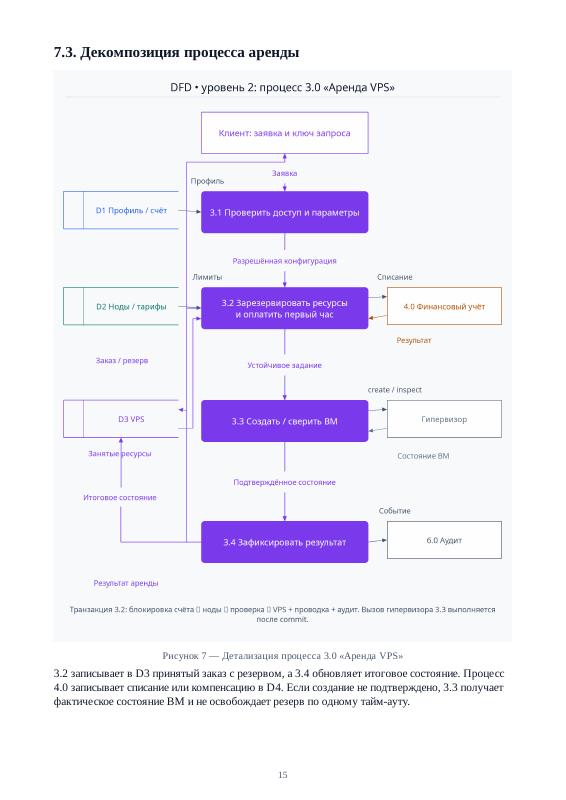 7.3. Декомпозиция процесса аренды
DFD • уровень 2: процесс 3.0 «Аренда VPS»
Клиент: заявка и ключ запроса
Заявка
Профиль
D1 Профиль / счёт
3.1 Проверить доступ и параметры
Разрешённая конфигурация
Лимиты
Списание
D2 Ноды / тарифы
3.2 Зарезервировать ресурсы
и оплатить первый час
4.0 Финансовый учёт
Результат
Заказ / резерв
Устойчивое задание
create / inspect
D3 VPS
3.3 Создать / сверить ВМ
Гипервизор
Занятые ресурсы
Состояние ВМ
Подтверждённое состояние
Итоговое состояние
Событие
3.4 Зафиксировать результат
6.0 Аудит
Результат аренды
Транзакция 3.2: блокировка счёта ▯ ноды ▯ проверка ▯ VPS + проводка + аудит. Вызов гипервизора 3.3 выполняется
после commit.
Рисунок 7 — Детализация процесса 3.0 «Аренда VPS»
3.2 записывает в D3 принятый заказ с резервом, а 3.4 обновляет итоговое состояние. Процесс
4.0 записывает списание или компенсацию в D4. Если создание не подтверждено, 3.3 получает
фактическое состояние ВМ и не освобождает резерв по одному тайм-ауту.
15